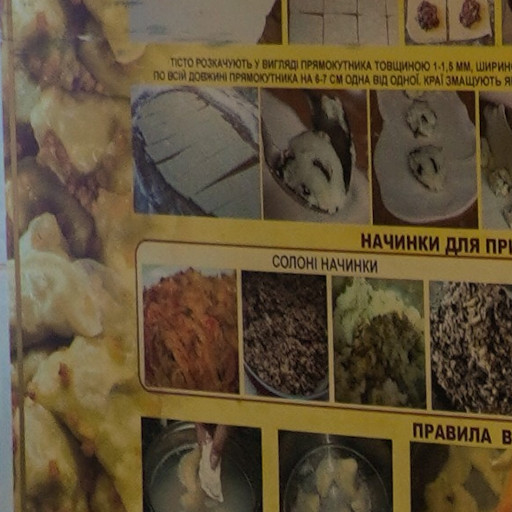 ТІСТО РОЗКАЧУЮТЬ У ВИГЛЯДІ ПРЯМОКУТНИКА ТОВЩИНОЮ 1-1,5 ММ, ШИРИНО
ПО ВСІЙ ДОВЖИНІ ПРЯМОКУТНИКА НА 6-7 СМ ОДНА ВІД ОДНОЇ. КРАЇ ЗМАЩУЮТЬ Я
НАЧИНКИ ДЛЯ ПРИ
СОЛОНІ НАЧИНКИ
ПРАВИЛА В